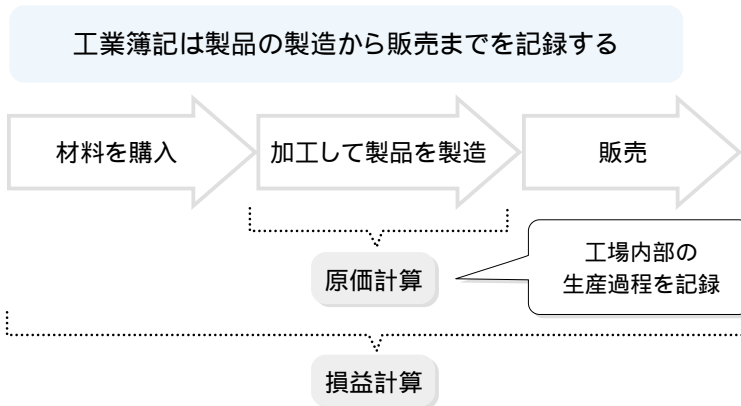 工業簿記は製品の製造から販売までを記録する
材料を購入
加工して製品を製造
販売
原価計算
工場内部の
生産過程を記録
損益計算